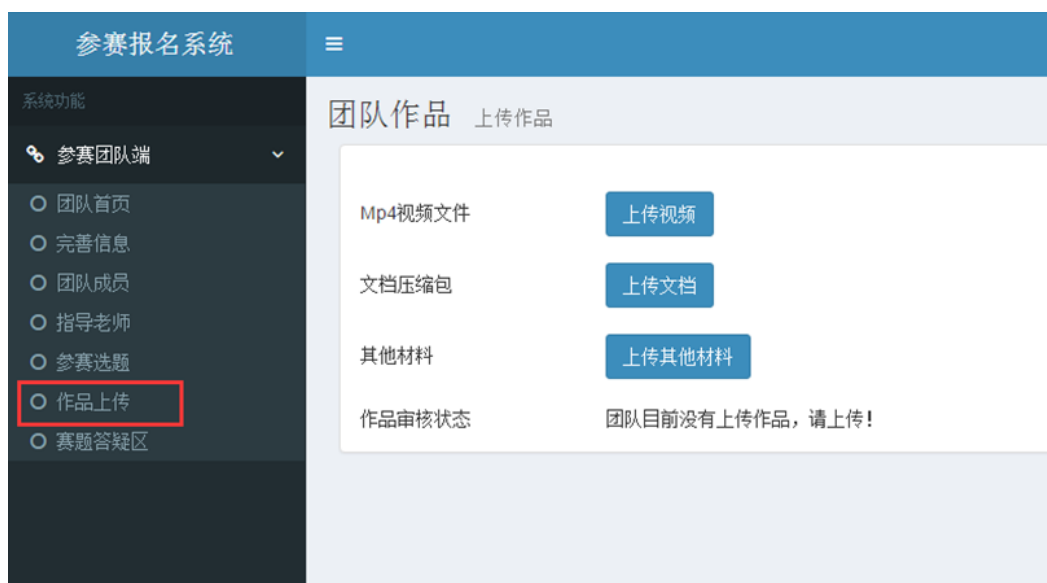 参赛报名系统
系统功能
参赛团队端
团队首页
完善信息
团队成员
指导老师
参赛选题
作品上传
赛题答疑区
团队作品 上传作品
Mp4视频文件 上传视频
文档压缩包 上传文档
其他材料 上传其他材料
作品审核状态 团队目前没有上传作品，请上传！